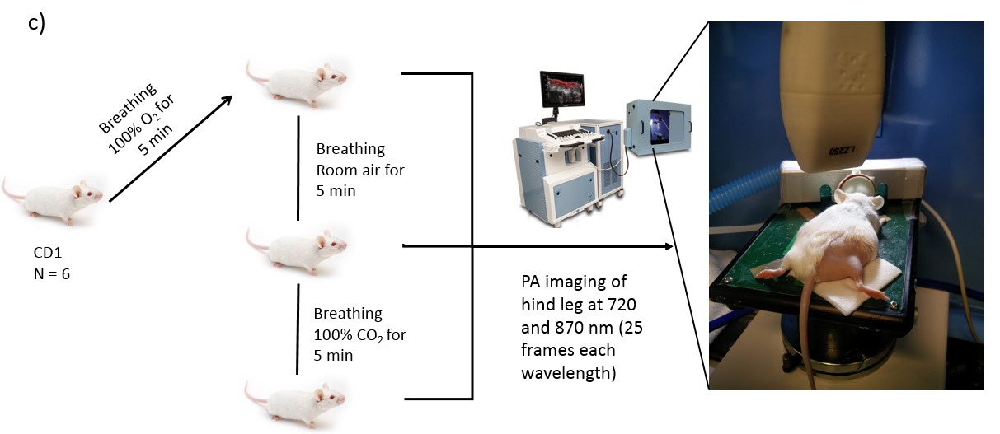 c)
Breathing
100% O₂ for
5 min
CD1
N = 6
Breathing
Room air for
5 min
Breathing
100% CO₂ for
5 min
PA imaging of
hind leg at 720
and 870 nm (25
frames each
wavelength)
LZ250